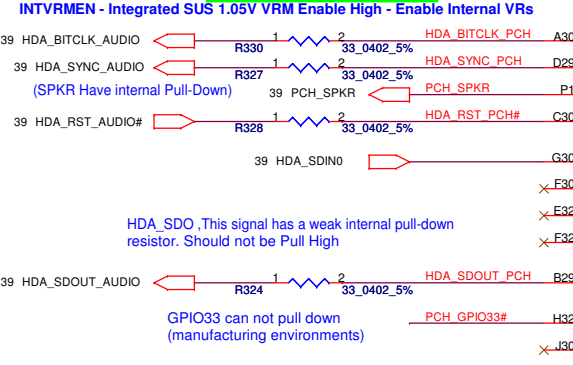 INTVRMEN - Integrated SUS 1.05V VRM Enable High - Enable Internal VRs
39 HDA_BITCLK_AUDIO R330 1 2 33_0402_5% HDA_BITCLK_PCH A30
39 HDA_SYNC_AUDIO R327 1 2 33_0402_5% HDA_SYNC_PCH D29
(SPKR Have internal Pull-Down) 39 PCH_SPKR PCH_SPKR P1
39 HDA_RST_AUDIO# R328 1 2 33_0402_5% HDA_RST_PCH# C30
39 HDA_SDIN0 G30
F30
E32
HDA_SDO ,This signal has a weak internal pull-down
resistor. Should not be Pull High F32
39 HDA_SDOUT_AUDIO R324 1 2 33_0402_5% HDA_SDOUT_PCH B29
GPIO33 can not pull down PCH_GPIO33# H32
(manufacturing environments)
J30